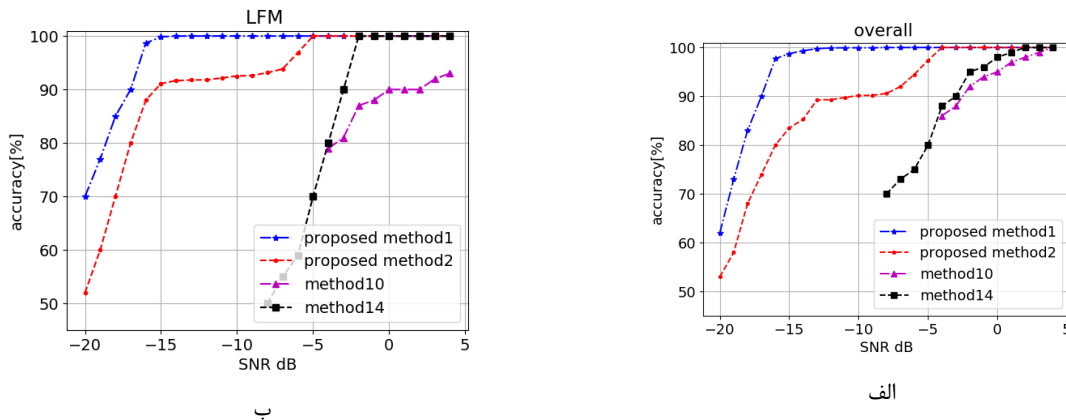 LFM
100
90
80
70
60
50
accuracy[%]
proposed method1
proposed method2
method10
method14
−20
−15
−10
−5
0
5
SNR dB
ب
overall
100
90
80
70
60
50
accuracy[%]
proposed method1
proposed method2
method10
method14
−20
−15
−10
−5
0
5
SNR dB
الف